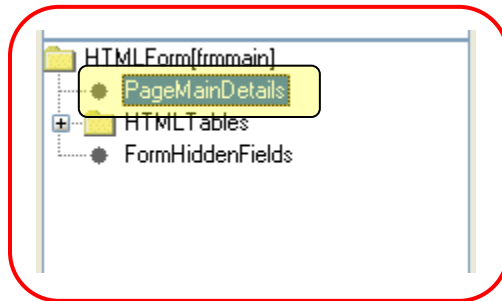 HTMLForm[frmmain]
PageMainDetails
HTMLTables
FormHiddenFields